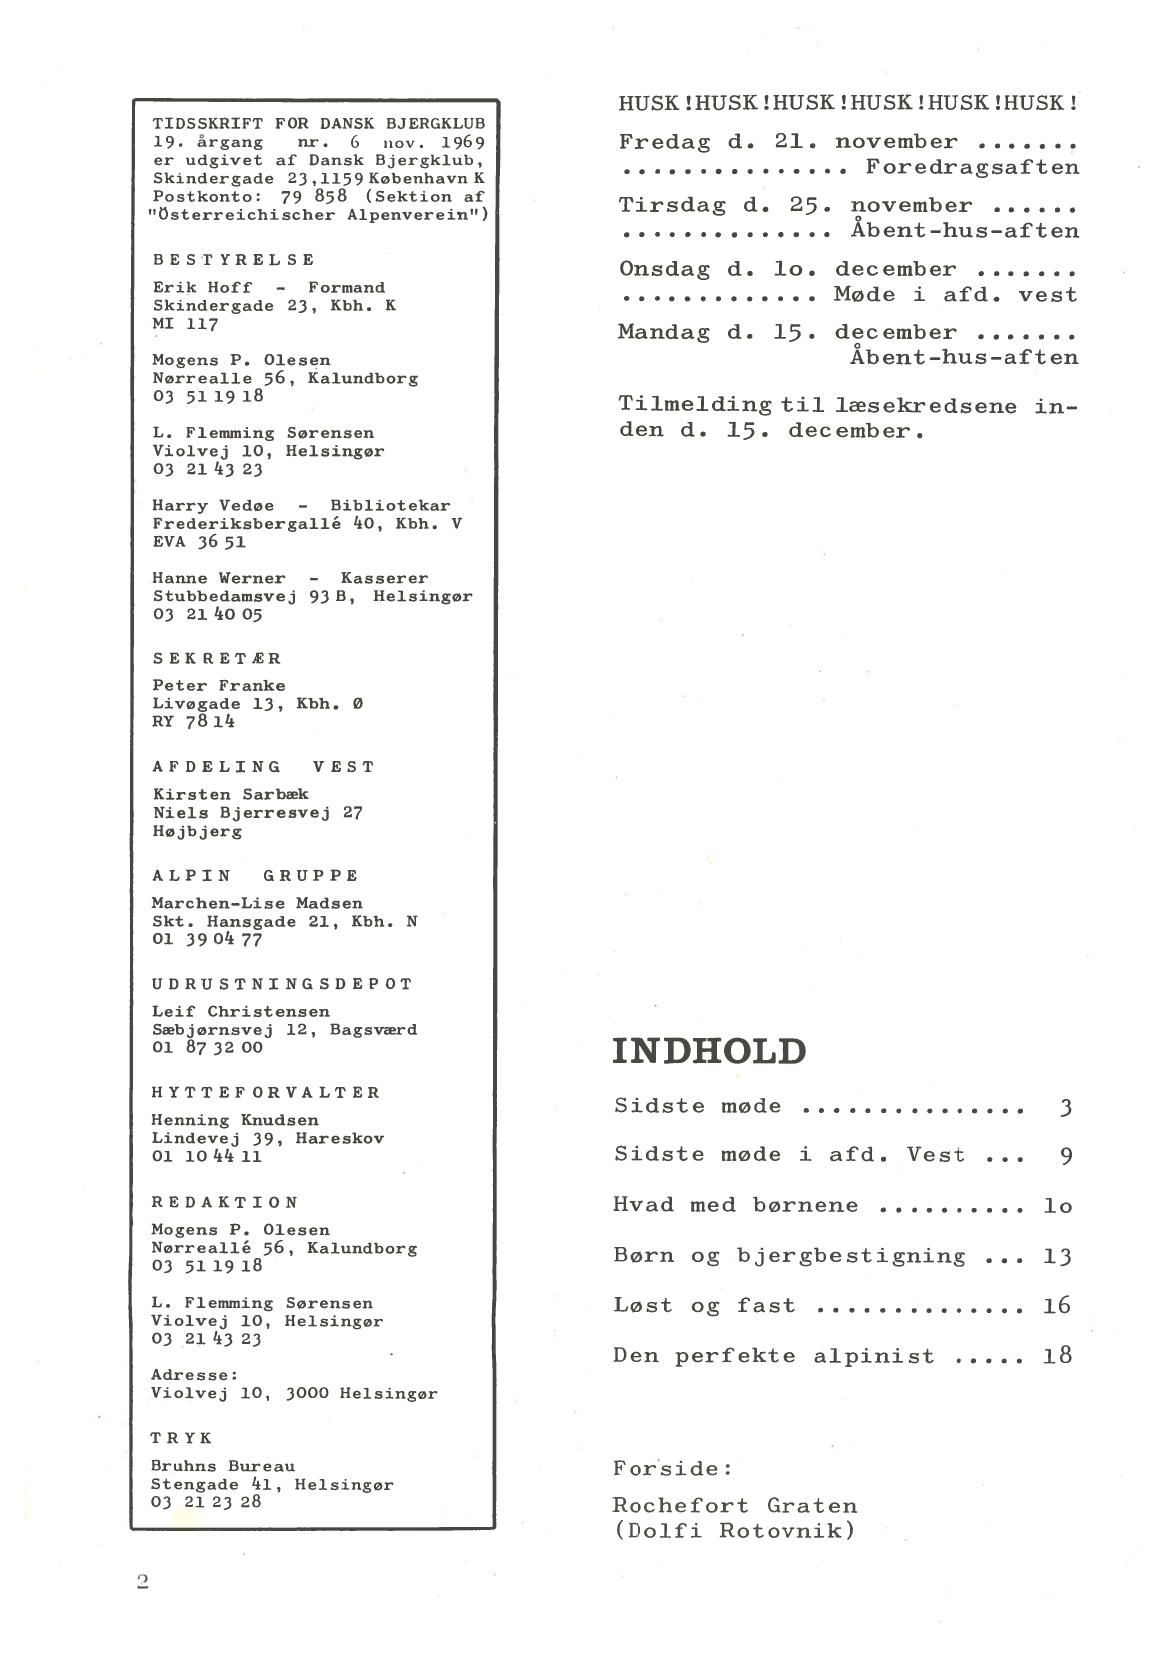 TIDSSKRIFT FOR DANSK BJERGKLUB
19. årgang nr. 6 nov. 1969
er udgivet af Dansk Bjergklub,
Skindergade 23,1159 København K
Postkonto: 79 858 (Sektion af
"Österreichischer Alpenverein")
BESTYRELSE
Erik Hoff - Formand
Skindergade 23, Kbh. K
MI 117
Mogens P. Olesen
Nørrealle 56, Kalundborg
03 51 19 18
L. Flemming Sørensen
Violvej 10, Helsingør
03 21 43 23
Harry Vedøe - Bibliotekar
Frederiksbergallé 40, Kbh. V
EVA 36 51
Hanne Werner - Kasserer
Stubbedamsvej 93 B, Helsingør
03 21 40 05
SEKRETÆR
Peter Franke
Livøgade 13, Kbh. Ø
RY 78 14
AFDELING VEST
Kirsten Sarbæk
Niels Bjerresvej 27
Højbjerg
ALPIN GRUPPE
Marchen-Lise Madsen
Skt. Hansgade 21, Kbh. N
01 39 04 77
UDRUSTNINGSDEPOT
Leif Christensen
Sæbjørnsvej 12, Bagsværd
01 87 32 00
HYTTEFORVALTER
Henning Knudsen
Lindevej 39, Hareskov
01 10 44 11
REDAKTION
Mogens P. Olesen
Nørreallé 56, Kalundborg
03 51 19 18
L. Flemming Sørensen
Violvej 10, Helsingør
03 21 43 23
Adresse:
Violvej 10, 3000 Helsingør
TRYK
Bruhns Bureau
Stengade 41, Helsingør
03 21 23 28
HUSK!HUSK!HUSK!HUSK!HUSK!HUSK!
Fredag d. 21. november .......
............... Foredragsaften
Tirsdag d. 25. november ......
.............. Åbent-hus-aften
Onsdag d. lo. december .......
............. Møde i afd. vest
Mandag d. 15. december .......
Åbent-hus-aften
Tilmelding til læsekredsene in-
den d. 15. december.
INDHOLD
Sidste møde ............... 3
Sidste møde i afd. Vest ... 9
Hvad med børnene .......... lo
Børn og bjergbestigning ... 13
Løst og fast .............. 16
Den perfekte alpinist ..... 18
Forside:
Rochefort Graten
(Dolfi Rotovnik)
2